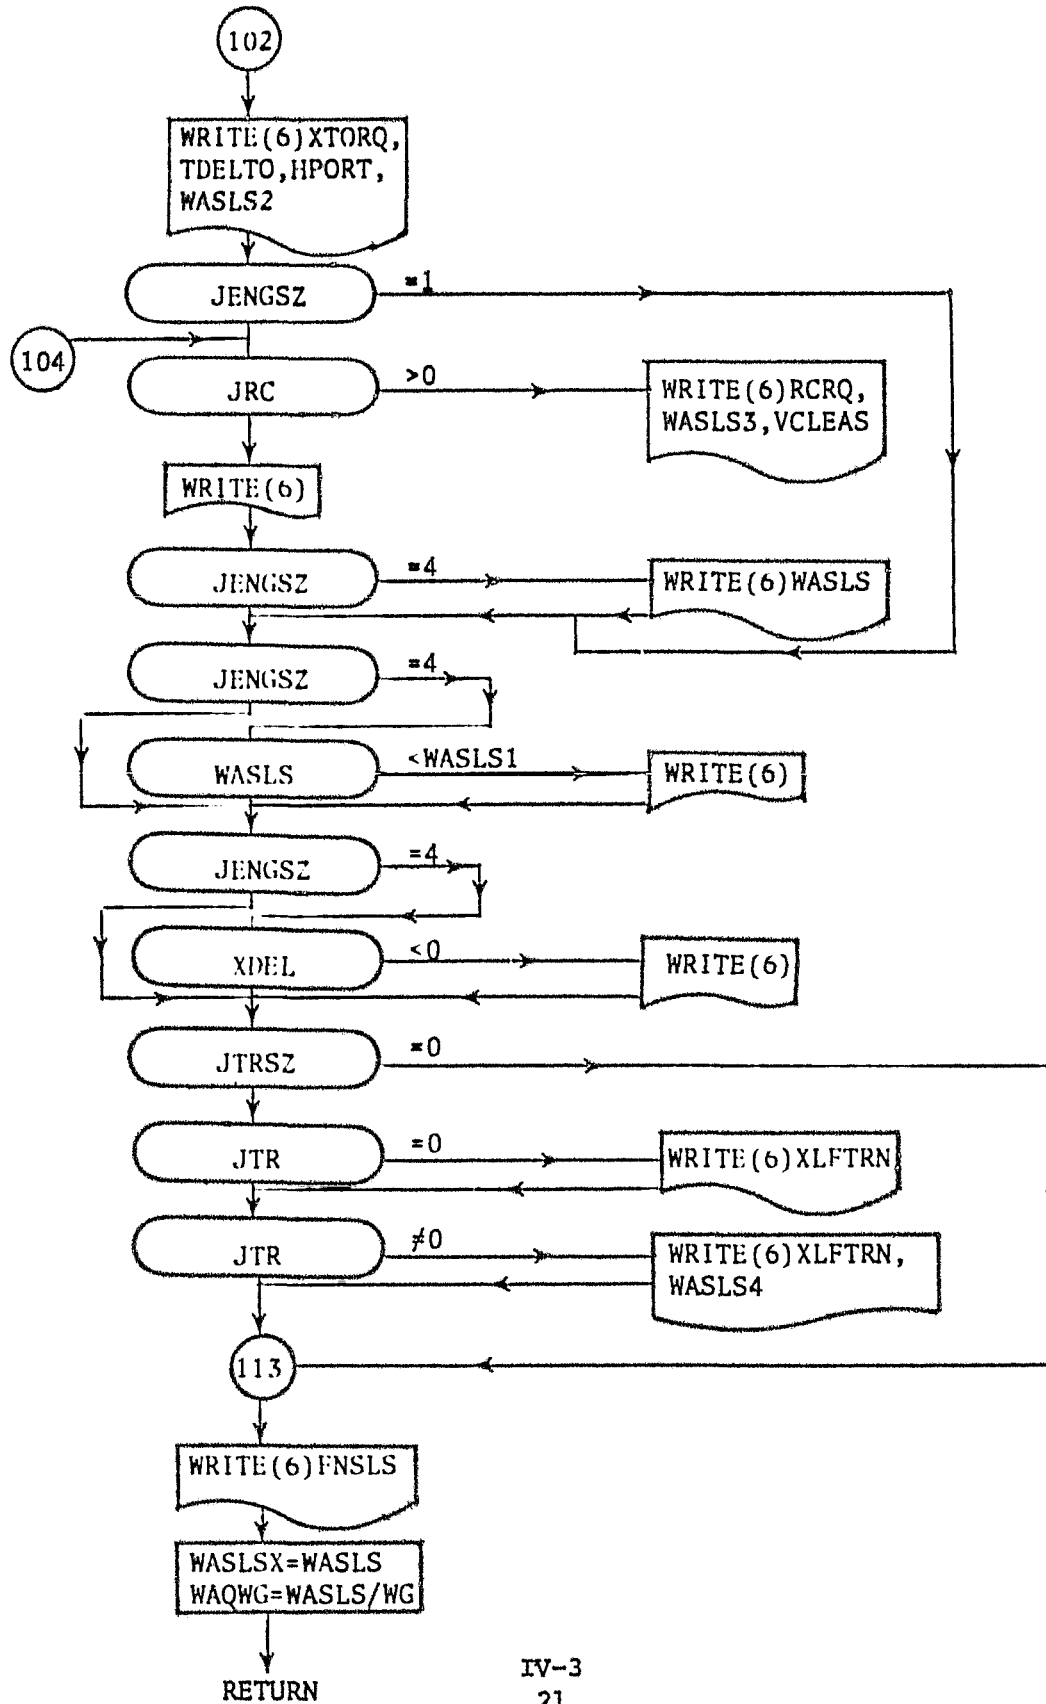 102
WRITE(6)XTORQ,
TDELTO,HPORT,
WASLS2
JENGSZ
=1
104
JRC
>0
WRITE(6)RCRQ,
WASLS3,VCLEAS
WRITE(6)
JENGSZ
=4
WRITE(6)WASLS
JENGSZ
=4
WASLS
<WASLS1
WRITE(6)
JENGSZ
=4
XDEL
<0
WRITE(6)
JTRSZ
=0
JTR
=0
WRITE(6)XLFTRN
JTR
≠0
WRITE(6)XLFTRN,
WASLS4
113
WRITE(6)FNSLS
WASLSX=WASLS
WAQWG=WASLS/WG
RETURN
IV-3
21